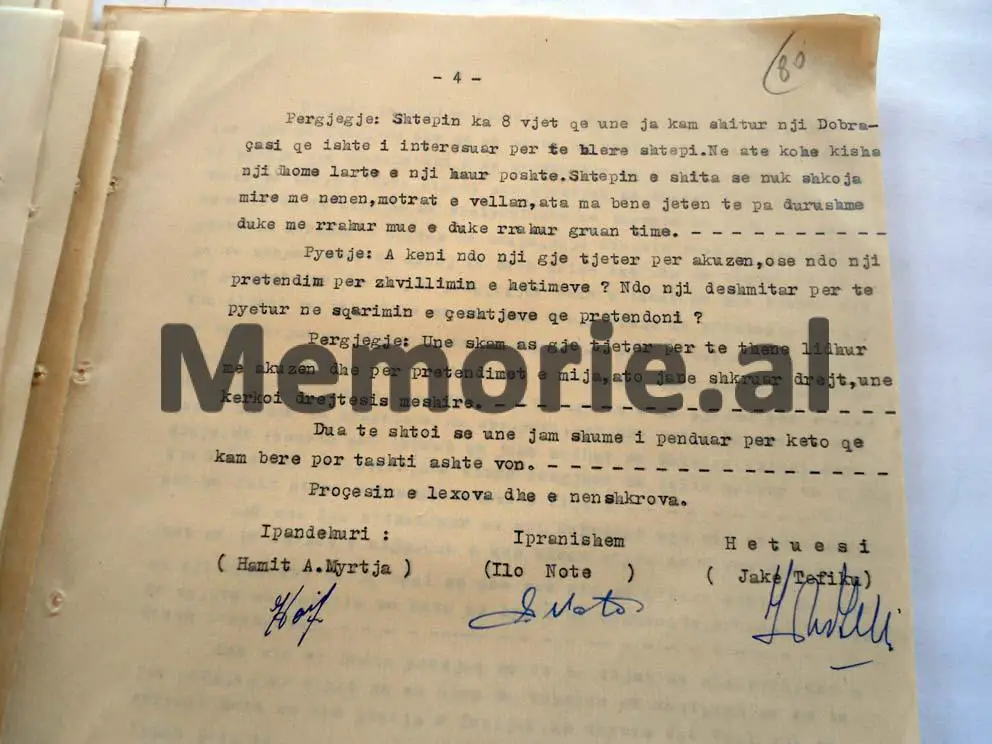 80
- 4 -
Pergjegje: Shtepin ka 8 vjet qe une ja kam shitur nji Dobra-
çasi qe ishte i interesuar per te blere shtepi.Ne ate kohe kisha
nji dhome larte e nji haur poshte.Shtepin e shita se nuk shkoja
mire me nenen,motrat e vellan,ata ma bene jeten te pa durushme
duke me rrahur mue e duke rrahur gruan time. - - - - - - - - - -
Pyetje: A keni ndo nji gje tjeter per akuzen,ose ndo nji
pretendim per zhvillimin e hetimeve ? Ndo nji deshmitar per te
pyetur ne sqarimin e çeshtjeve qe pretendoni ?
Pergjegje: Une skam as gje tjeter per te thene lidhur
me akuzen dhe per pretendimet e mija,ato jane shkruar drejt,une
kerkoi drejtesis meshire. - - - - - - - - - - - - - - - - - -
Memorie.al
Dua te shtoi se une jam shume i penduar per keto qe
kam bere por tashti ashte von. - - - - - - - - - - - - - - -
Proçesin e lexova dhe e nenshkrova.
Ipandehuri : Ipranishem Hetuesi
( Hamit A.Myrtja ) (Ilo Note ) ( Jake Tefiku)